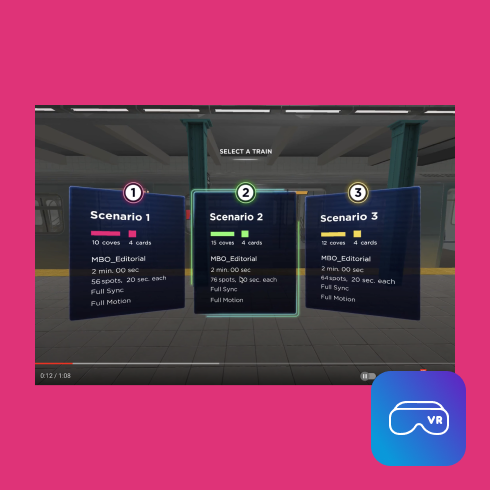 SELECT A TRAIN
1
Scenario 1
10 coves 4 cards
MBO_Editorial
2 min. 00 sec
56 spots, 20 sec. each
Full Sync
Full Motion
2
Scenario 2
15 coves 4 cards
MBO_Editorial
2 min. 00 sec
76 spots, 20 sec. each
Full Sync
Full Motion
3
Scenario 3
12 coves 4 cards
MBO_Editorial
2 min. 00 sec
64 spots, 20 sec. each
Full Sync
Full Motion
0:12 / 1:08
VR